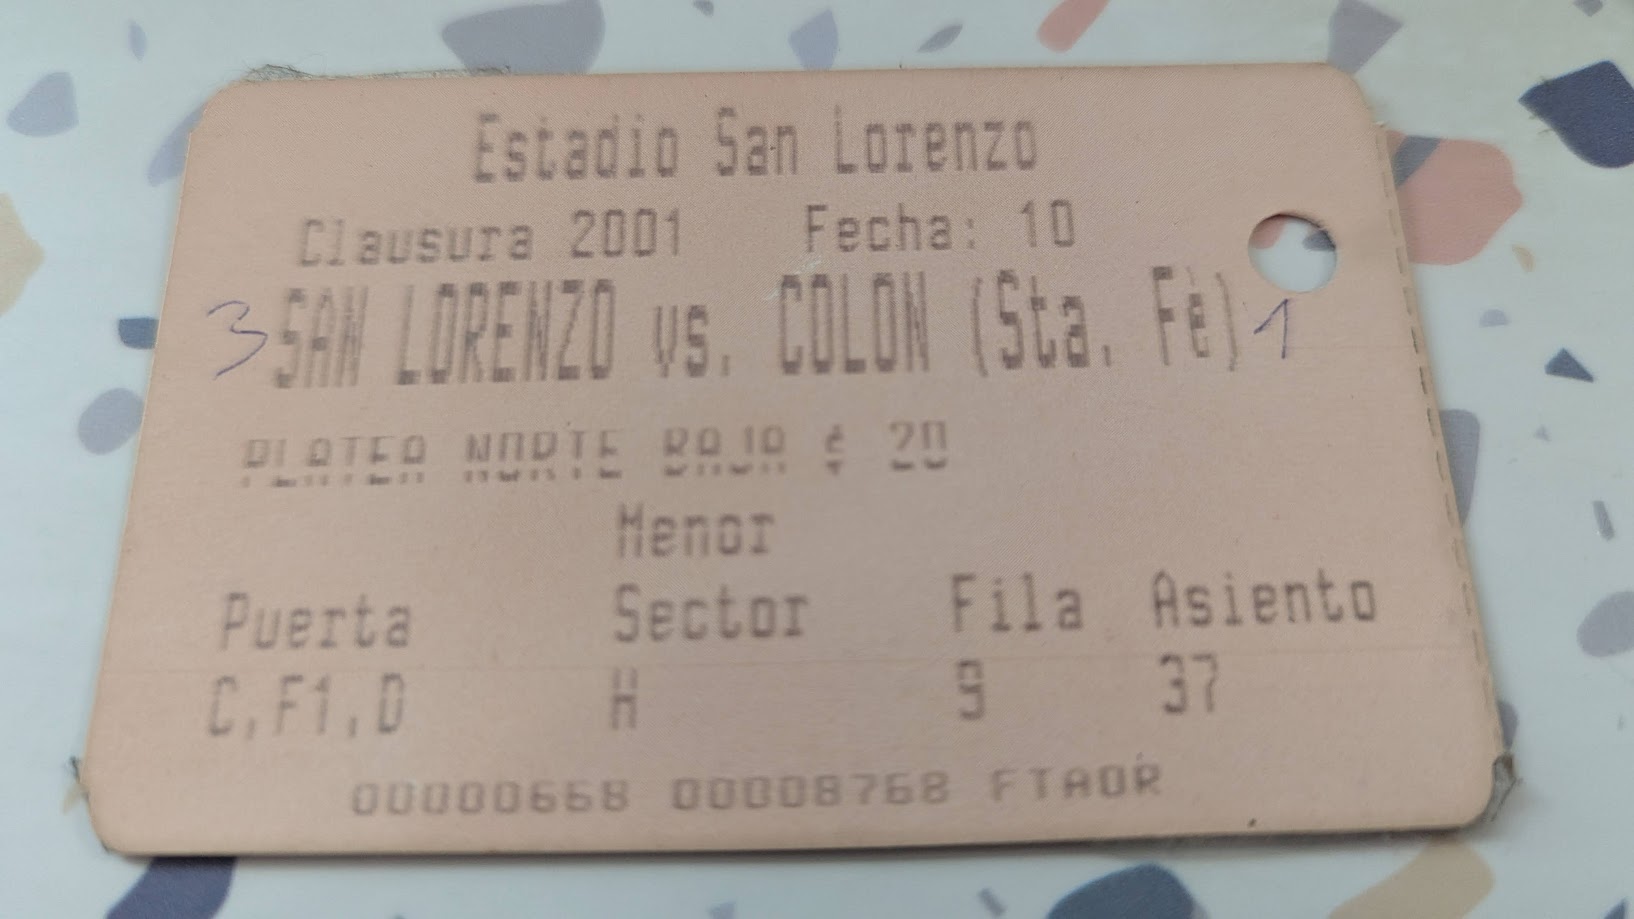 Estadio San Lorenzo
Clausura 2001 Fecha: 10
3 SAN LORENZO vs. COLON (Sta. Fè) 1
PLATEA NORTE BAJA $ 20
Menor
Puerta Sector Fila Asiento
C,F1,D H 9 37
00000668 00008768 FTAOR